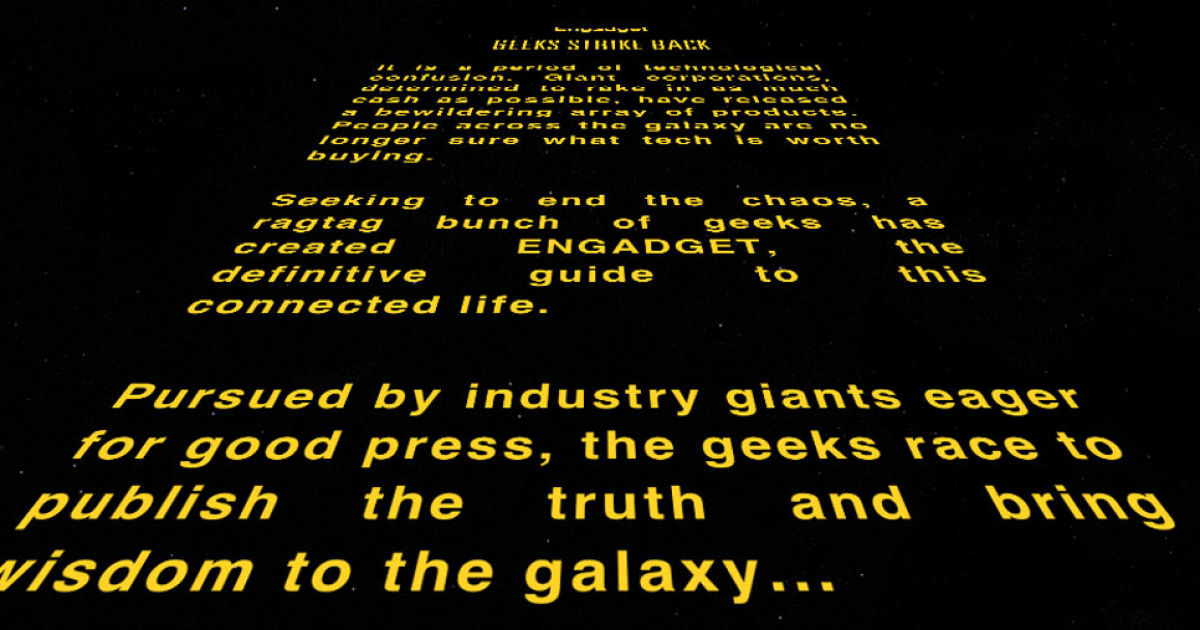 Engadget
GEEKS STRIKE BACK
It is a period of technological
confusion. Giant corporations,
determined to rake in as much
cash as possible, have released
a bewildering array of products.
People across the galaxy are no
longer sure what tech is worth
buying.
Seeking to end the chaos, a
ragtag bunch of geeks has
created ENGADGET, the
definitive guide to this
connected life.
Pursued by industry giants eager
for good press, the geeks race to
publish the truth and bring
wisdom to the galaxy...